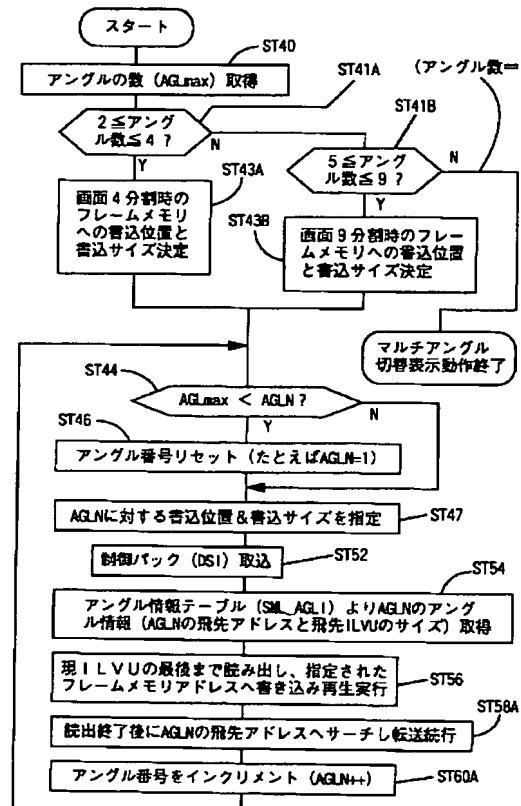 スタート
ST40
アングルの数 (AGLmax) 取得
ST41A
(アングル数=
2≦アング
ル数≦4 ?
ST41B
N
Y
5≦アング
ル数≦9 ?
N
ST43A
Y
画面4分割時の
フレームメモリ
への書込位置と
書込サイズ決定
ST43B
画面9分割時のフレー
ムメモリへの書込位置
と書込サイズ決定
マルチアングル
切替表示動作終了
ST44
AGLmax < AGLN ?
N
ST46
Y
アングル番号リセット (たとえばAGLN=1)
AGLNに対する書込位置&書込サイズを指定
ST47
制御パック (DSI) 取込
ST52
ST54
アングル情報テーブル (SML_AGLI) よりAGLNのアング
ル情報 (AGLNの飛先アドレスと飛先ILVUのサイズ) 取得
現ILVUの最後まで読み出し、指定された
フレームメモリアドレスへ書き込み再生実行
ST56
ST58A
読出終了後にAGLNの飛先アドレスへサーチし転送続行
アングル番号をインクリメント (AGLN++)
ST60A